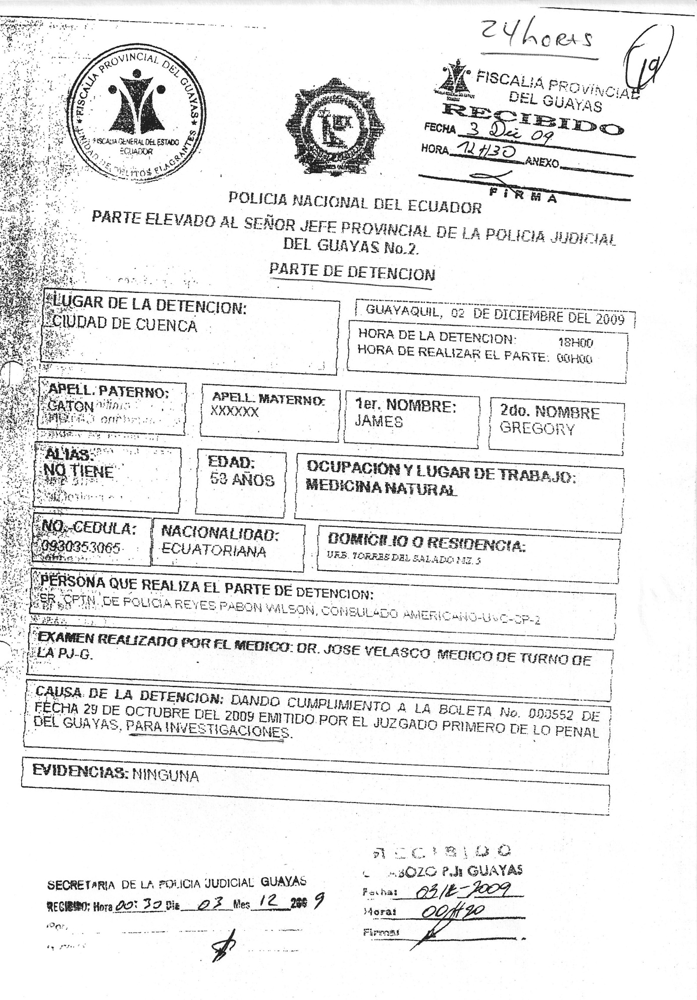 24 horas
19
FISCALIA PROVINCIAL DEL GUAYAS
FISCALIA GENERAL DEL ESTADO
ECUADOR
UNIDAD DE DELITOS FLAGRANTES
FISCALIA PROVINCIAL
DEL GUAYAS
RECIBIDO
FECHA 3 Dic 09
HORA 12H30 ANEXO
FIRMA
POLICIA NACIONAL DEL ECUADOR
PARTE ELEVADO AL SEÑOR JEFE PROVINCIAL DE LA POLICIA JUDICIAL
DEL GUAYAS No.2.
PARTE DE DETENCION
LUGAR DE LA DETENCION:
CIUDAD DE CUENCA
GUAYAQUIL, 02 DE DICIEMBRE DEL 2009
HORA DE LA DETENCION: 18H00
HORA DE REALIZAR EL PARTE: 00H00
APELL. PATERNO:
CATON
APELL. MATERNO:
XXXXXX
1er. NOMBRE:
JAMES
2do. NOMBRE
GREGORY
ALIAS:
NO TIENE
EDAD:
53 AÑOS
OCUPACIÓN Y LUGAR DE TRABAJO:
MEDICINA NATURAL
NO.-CEDULA:
0930353065
NACIONALIDAD:
ECUATORIANA
DOMICILIO O RESIDENCIA:
URB. TORRES DEL SALADO MZ. 5
PERSONA QUE REALIZA EL PARTE DE DETENCION:
SR. CPTN. DE POLICIA REYES PABON WILSON, CONSULADO AMERICANO-UVC-CP-2
EXAMEN REALIZADO POR EL MEDICO: DR. JOSE VELASCO MEDICO DE TURNO DE
LA PJ-G.
CAUSA DE LA DETENCION: DANDO CUMPLIMIENTO A LA BOLETA No. 000552 DE
FECHA 29 DE OCTUBRE DEL 2009 EMITIDO POR EL JUZGADO PRIMERO DE LO PENAL
DEL GUAYAS, PARA INVESTIGACIONES.
EVIDENCIAS: NINGUNA
RECIBIDO
P.J. GUAYAS
Fecha: 03/12-2009
Hora: 00H20
Firma:
SECRETARIA DE LA POLICIA JUDICIAL GUAYAS
RECIBIDO: Hora 00:30 Dia 03 Mes 12 2009
Por: